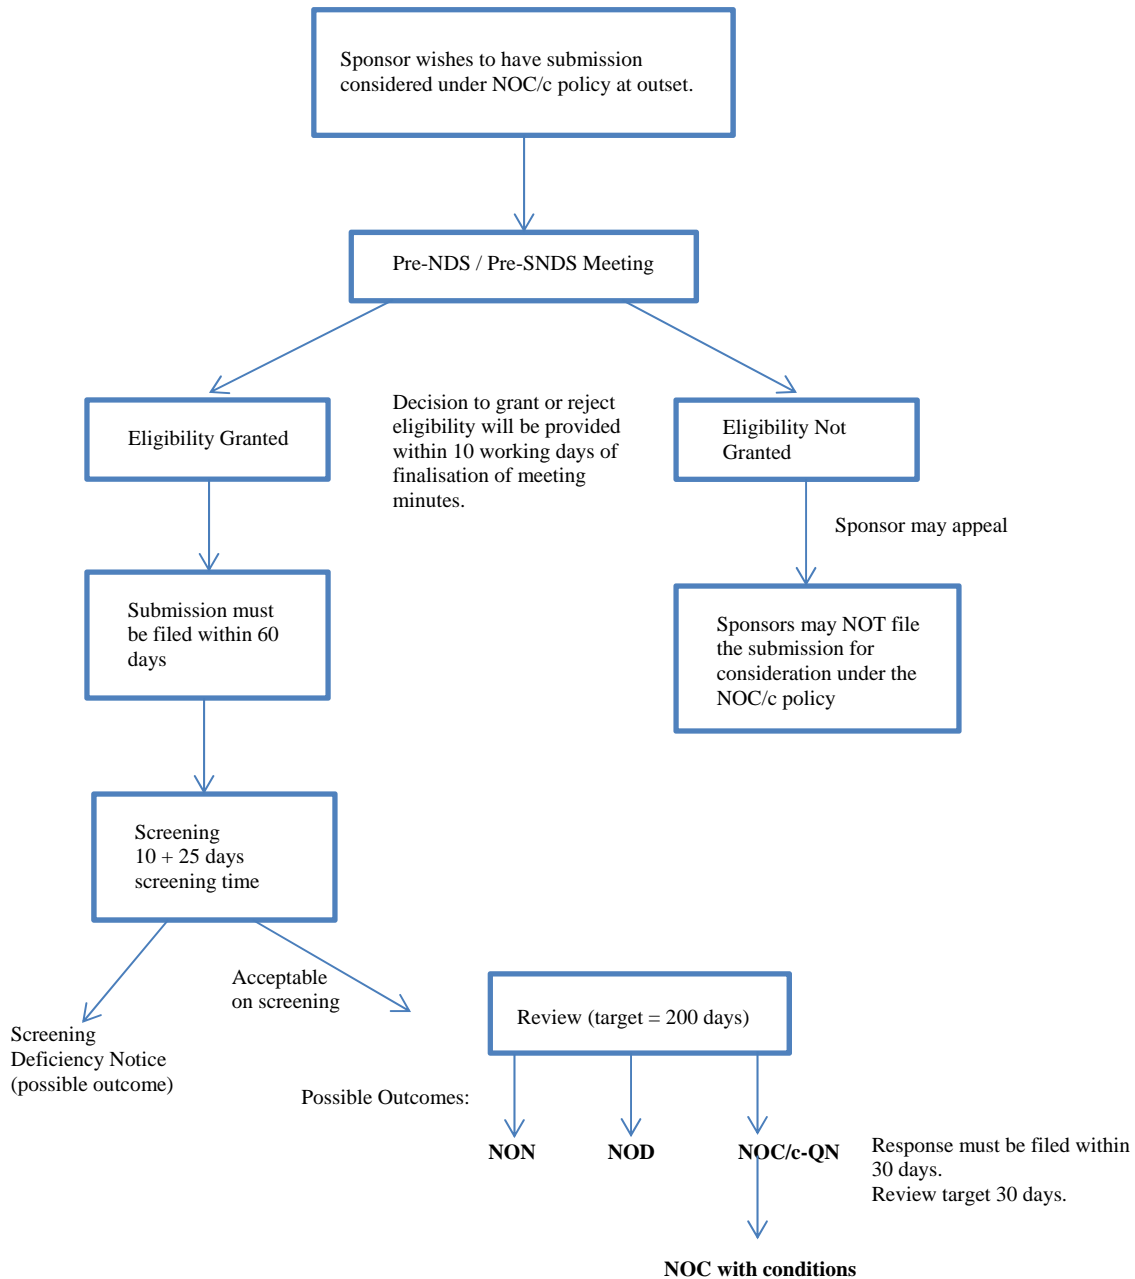 Sponsor wishes to have submission
considered under NOC/c policy at outset.
Pre-NDS / Pre-SNDS Meeting
Eligibility Granted
Decision to grant or reject
eligibility will be provided
within 10 working days of
finalisation of meeting
minutes.
Eligibility Not
Granted
Sponsor may appeal
Submission must
be filed within 60
days
Sponsors may NOT file
the submission for
consideration under the
NOC/c policy
Screening
10 + 25 days
screening time
Acceptable
on screening
Screening
Deficiency Notice
(possible outcome)
Review (target = 200 days)
Possible Outcomes:
NON
NOD
NOC/c-QN
Response must be filed within
30 days.
Review target 30 days.
NOC with conditions